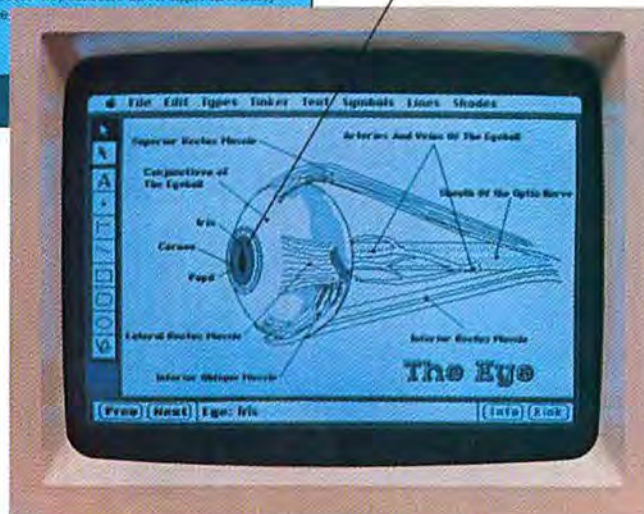 File Edit Types Tinker Text Symbols Lines Shades
Superior Rectus Muscle
Arteries And Veins Of The Eyeball
Conjunctiva of
The Eyeball
Sheath Of the Optic Nerve
Iris
Cornea
Pupil
Lateral Rectus Muscle
Inferior Rectus Muscle
Inferior Oblique Muscle
The Eye
A
T
Prev Next Eye: Iris Info Link